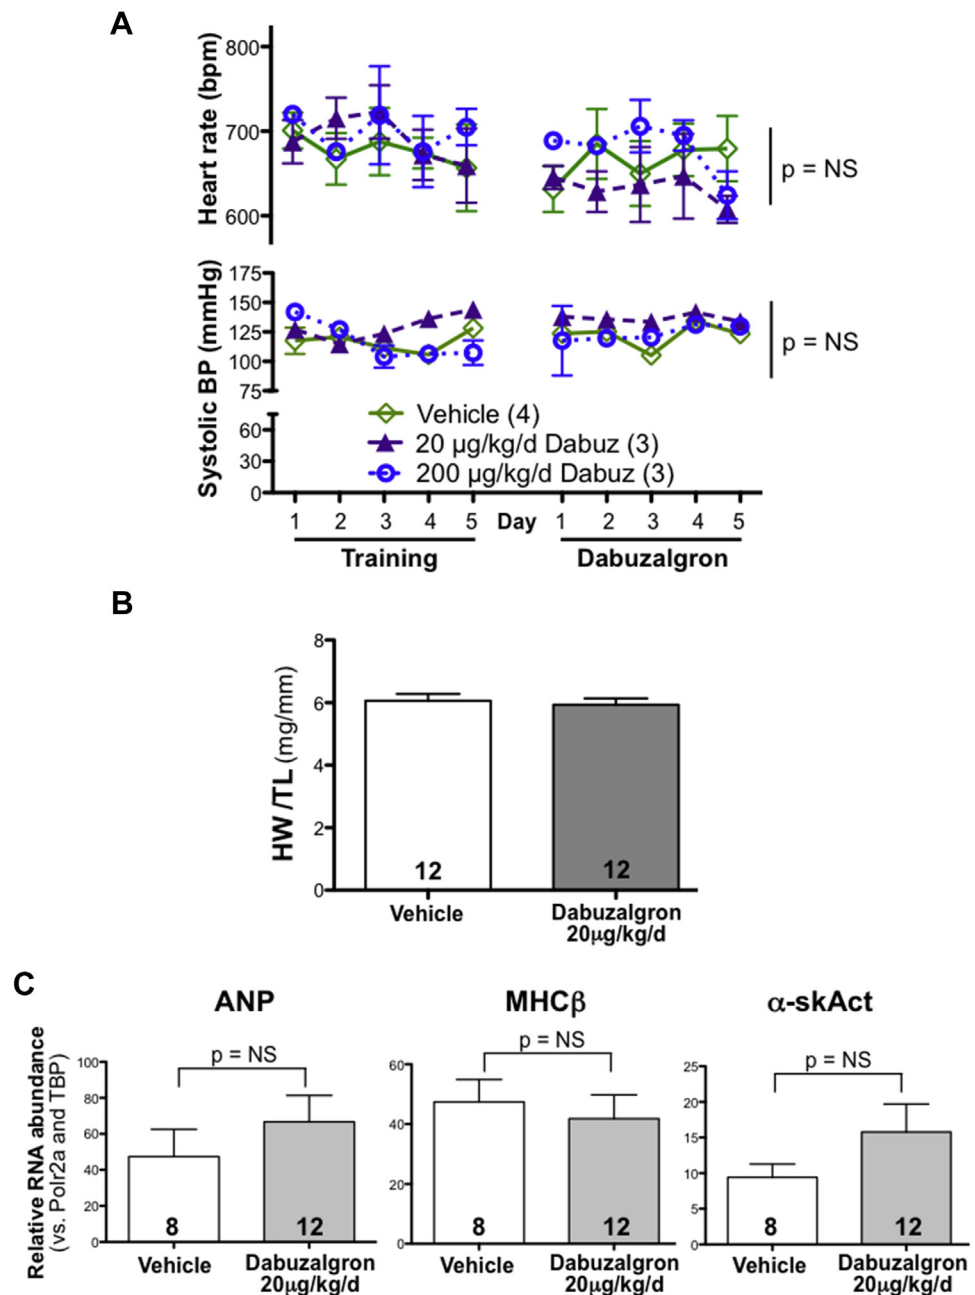 A
Heart rate (bpm)
800
700
600
p = NS
Systolic BP (mmHg)
175
150
125
100
75
60
30
0
p = NS
Vehicle (4)
20 µg/kg/d Dabuz (3)
200 µg/kg/d Dabuz (3)
1 2 3 4 5 Day 1 2 3 4 5
Training Dabuzalgron
B
HW /TL (mg/mm)
8
6
4
2
0
12 12
Vehicle Dabuzalgron
20µg/kg/d
C
ANP MHCβ α-skAct
Relative RNA abundance
(vs. Polr2a and TBP)
p = NS
100
80
60
40
20
0
8 12
Vehicle Dabuzalgron
20µg/kg/d
p = NS
60
40
20
0
8 12
Vehicle Dabuzalgron
20µg/kg/d
p = NS
25
20
15
10
5
0
8 12
Vehicle Dabuzalgron
20µg/kg/d